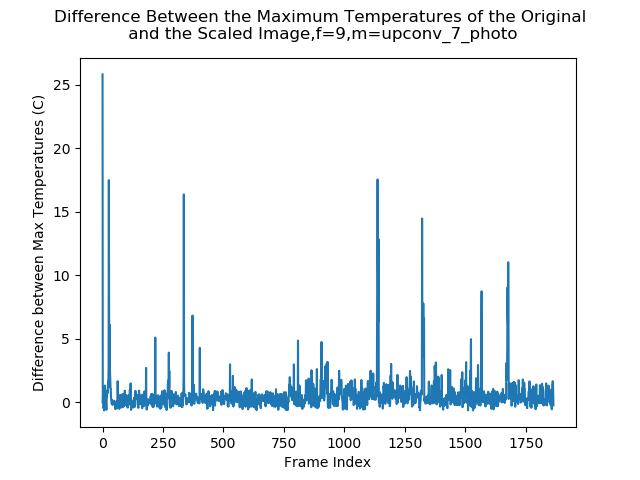 Difference Between the Maximum Temperatures of the Original
and the Scaled Image,f=9,m=upconv_7_photo
Difference between Max Temperatures (C)
25
20
15
10
5
0
0 250 500 750 1000 1250 1500 1750
Frame Index